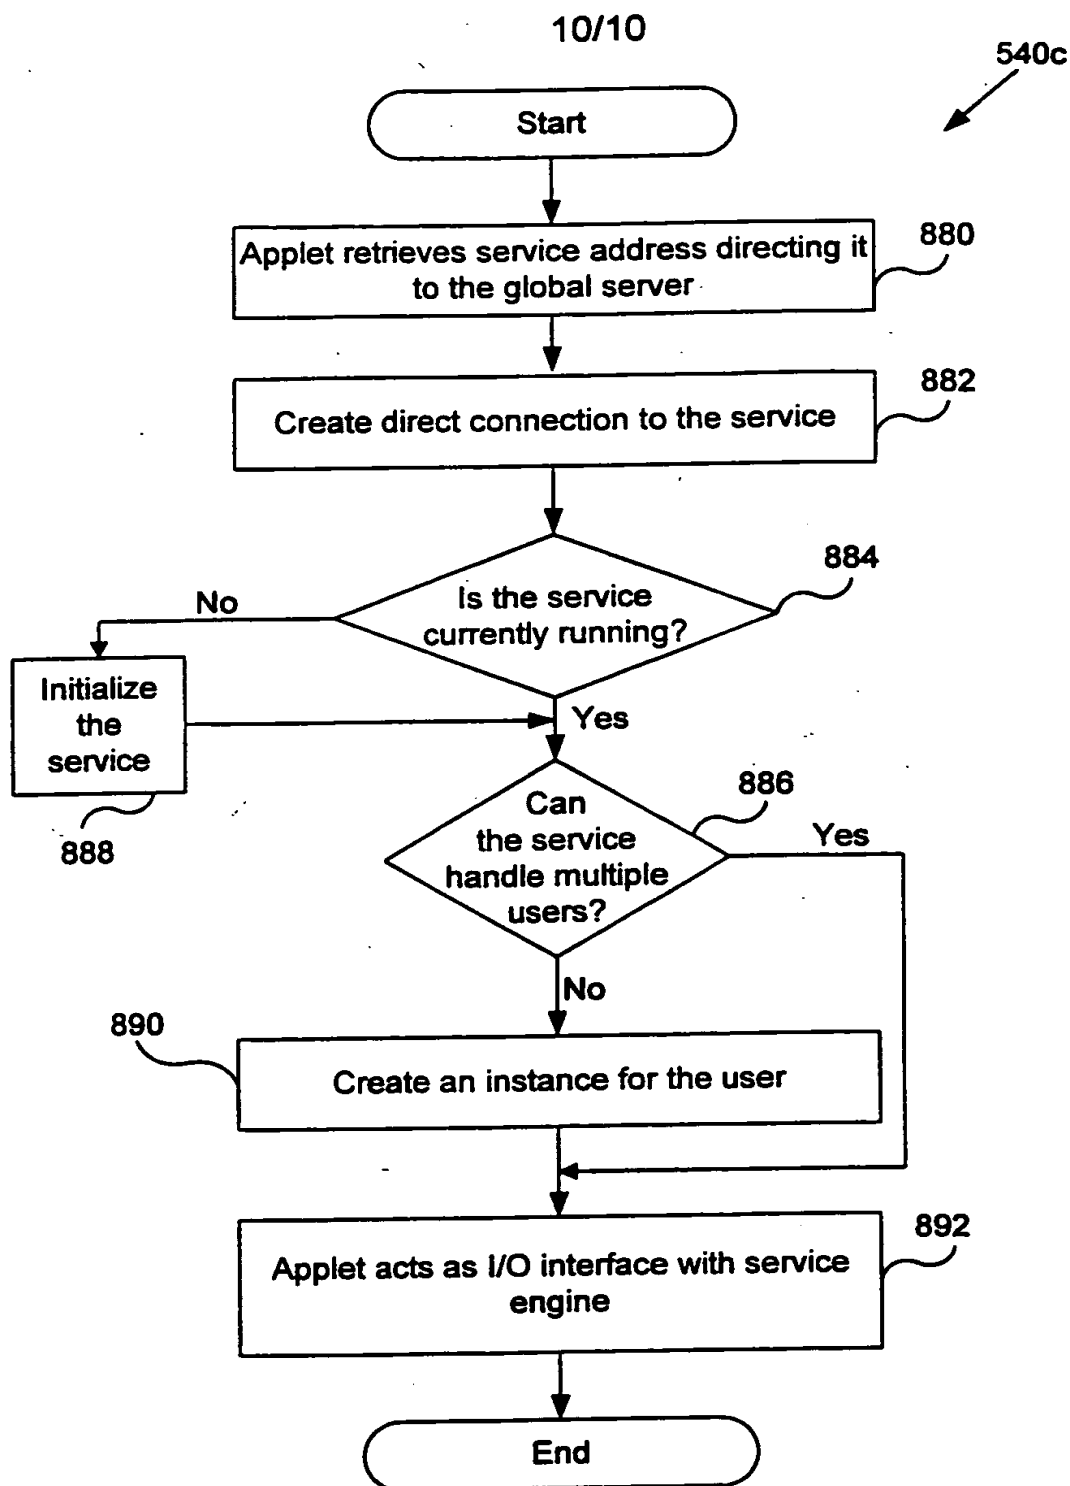 10/10
540c
Start
Applet retrieves service address directing it
to the global server
880
Create direct connection to the service
882
Is the service
currently running?
884
No
Initialize
the
service
888
Yes
Can
the service
handle multiple
users?
886
Yes
No
890
Create an instance for the user
Applet acts as I/O interface with service
engine
892
End